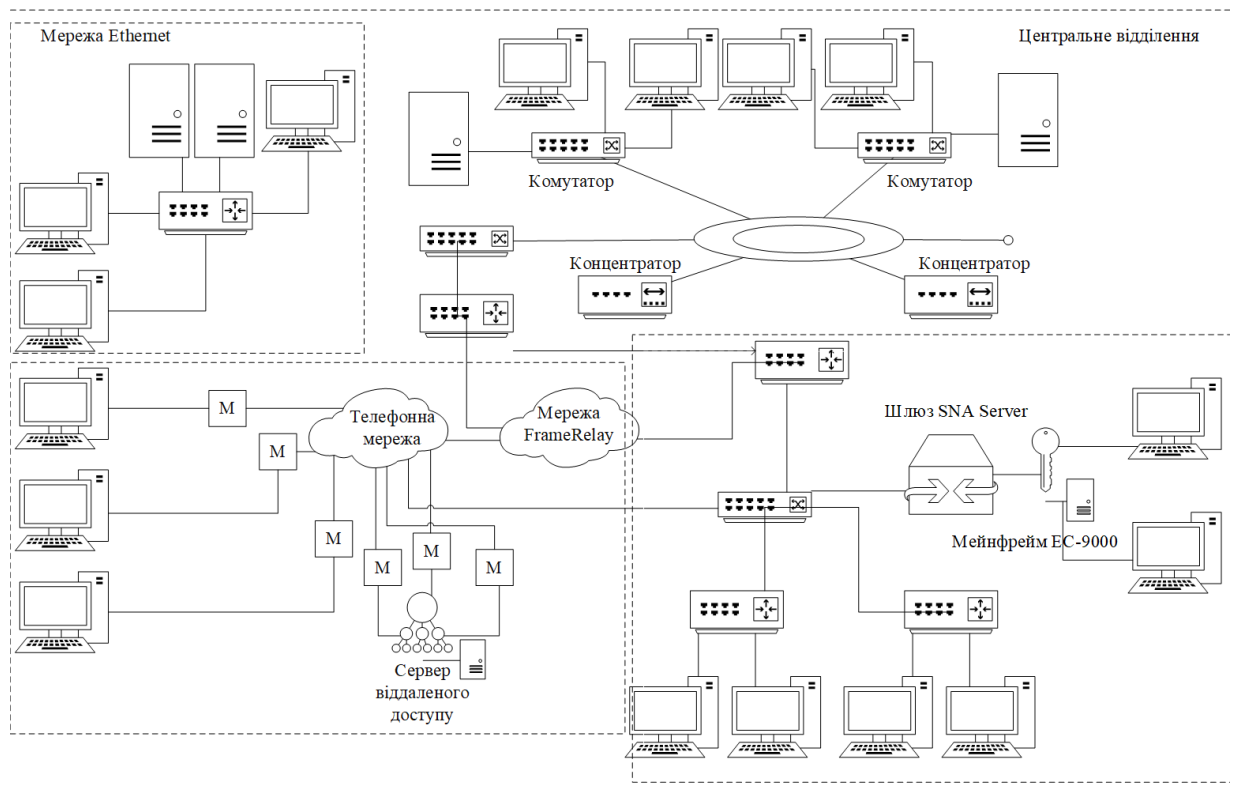 Мережа Ethernet
Центральне відділення
Комутатор
Комутатор
Концентратор
Концентратор
Телефонна
мережа
Мережа
FrameRelay
Шлюз SNA Server
M
M
M
M
M
M
Мейнфрейм ЕС-9000
Сервер
віддаленого
доступу